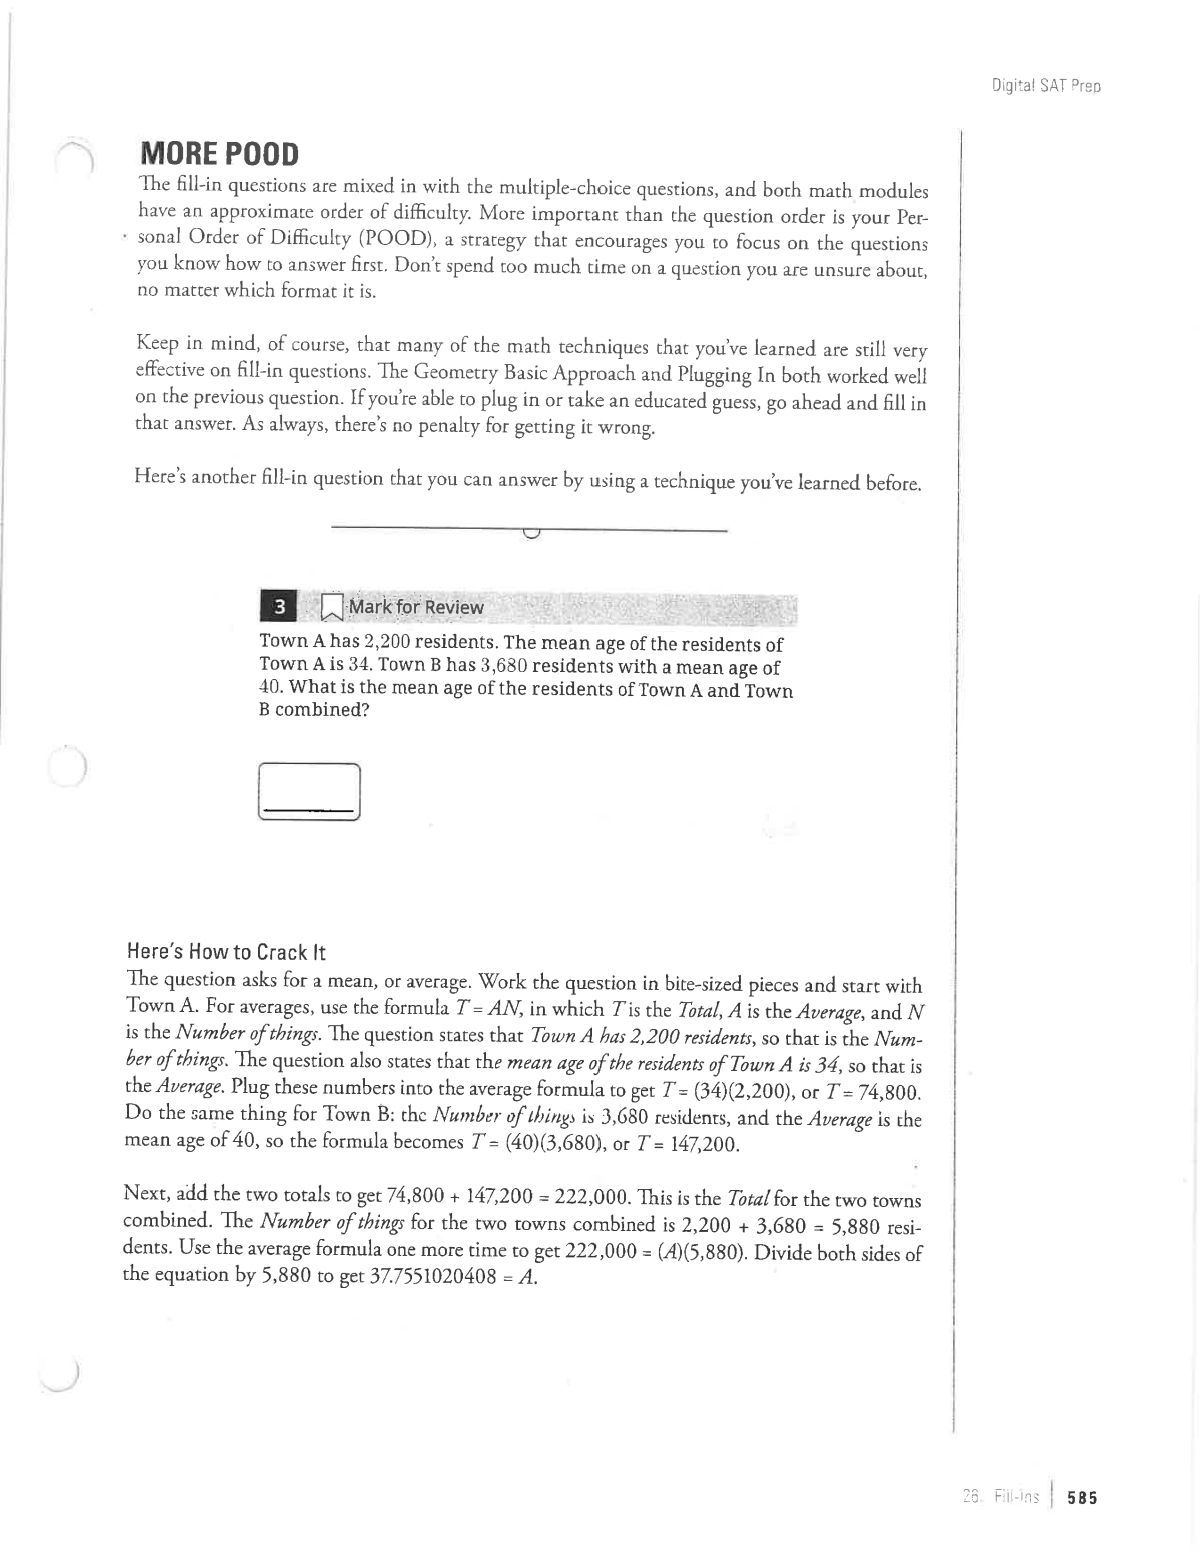 Digital SAT Prep
MORE POOD
The fill-in questions are mixed in with the multiple-choice questions, and both math modules
have an approximate order of difficulty. More important than the question order is your Per-
sonal Order of Difficulty (POOD), a strategy that encourages you to focus on the questions
you know how to answer first. Don't spend too much time on a question you are unsure about,
no matter which format it is.
Keep in mind, of course, that many of the math techniques that you've learned are still very
effective on fill-in questions. The Geometry Basic Approach and Plugging In both worked well
on the previous question. If you're able to plug in or take an educated guess, go ahead and fill in
that answer. As always, there's no penalty for getting it wrong.
Here's another fill-in question that you can answer by using a technique you've learned before.
3 Mark for Review
Town A has 2,200 residents. The mean age of the residents of
Town A is 34. Town B has 3,680 residents with a mean age of
40. What is the mean age of the residents of Town A and Town
B combined?
Here's How to Crack It
The question asks for a mean, or average. Work the question in bite-sized pieces and start with
Town A. For averages, use the formula T = AN, in which T is the Total, A is the Average, and N
is the Number of things. The question states that Town A has 2,200 residents, so that is the Num-
ber of things. The question also states that the mean age of the residents of Town A is 34, so that is
the Average. Plug these numbers into the average formula to get T = (34)(2,200), or T = 74,800.
Do the same thing for Town B: the Number of things is 3,680 residents, and the Average is the
mean age of 40, so the formula becomes T = (40)(3,680), or T = 147,200.
Next, add the two totals to get 74,800 + 147,200 = 222,000. This is the Total for the two towns
combined. The Number of things for the two towns combined is 2,200 + 3,680 = 5,880 resi-
dents. Use the average formula one more time to get 222,000 = (A)(5,880). Divide both sides of
the equation by 5,880 to get 37.7551020408 = A.
26. Fill-Ins | 585